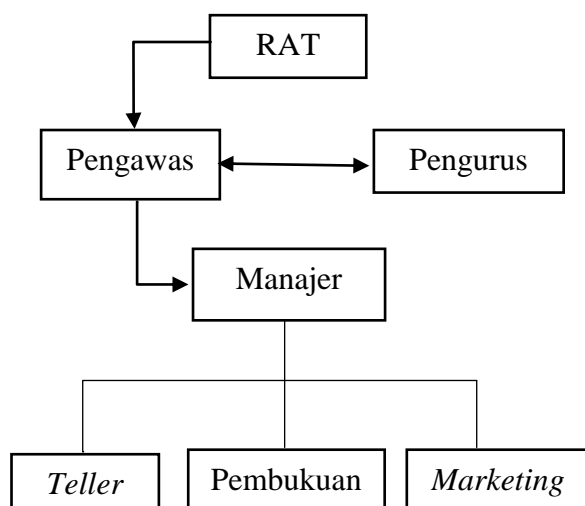 RAT
Pengawas
Pengurus
Manajer
Teller
Pembukuan
Marketing